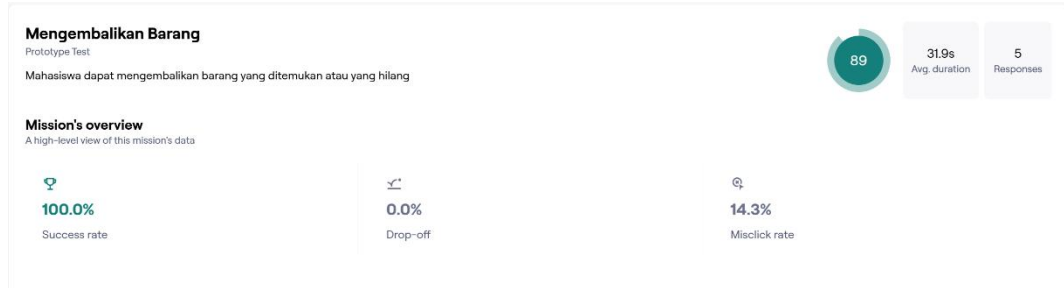 Mengembalikan Barang
Prototype Test
Mahasiswa dapat mengembalikan barang yang ditemukan atau yang hilang
89
31.9s
Avg. duration
5
Responses
Mission's overview
A high-level view of this mission's data
100.0%
Success rate
0.0%
Drop-off
14.3%
Misclick rate